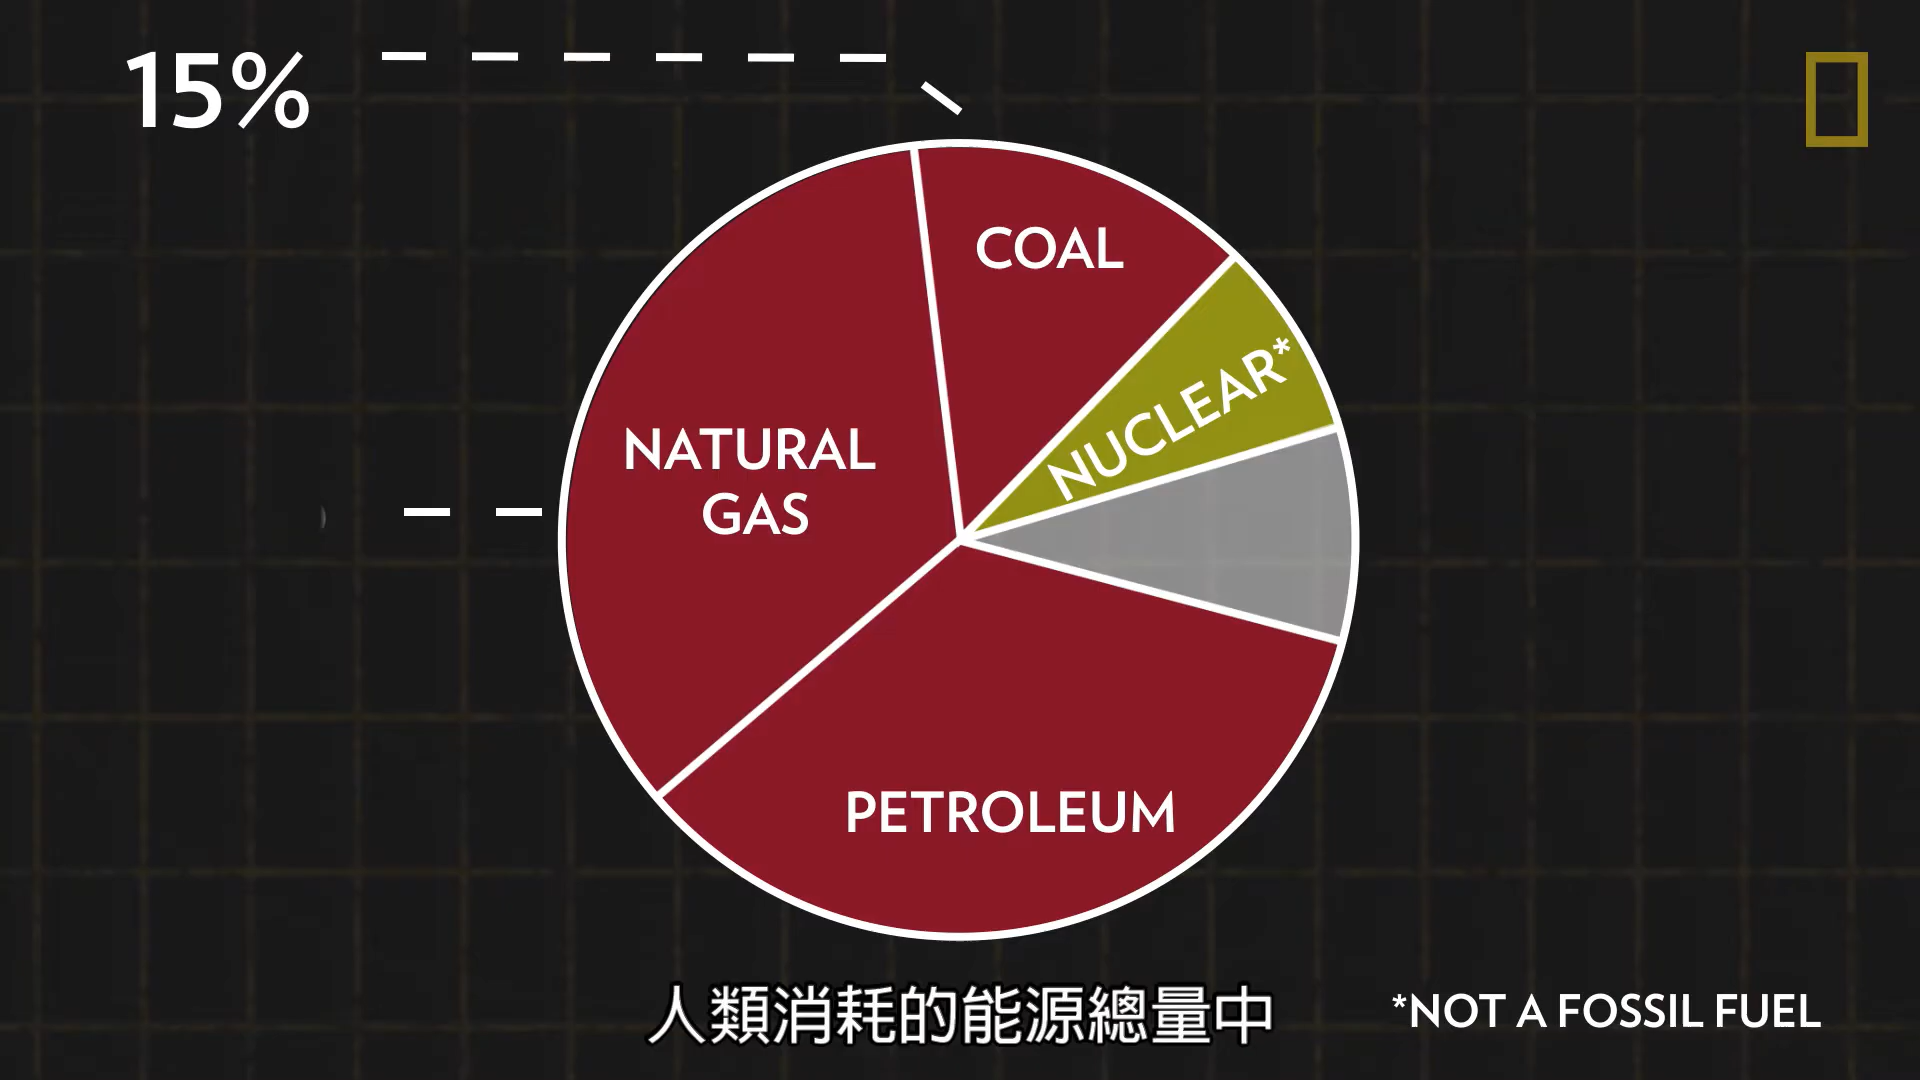 15%
COAL
NUCLEAR*
NATURAL
GAS
PETROLEUM
人類消耗的能源總量中
*NOT A FOSSIL FUEL